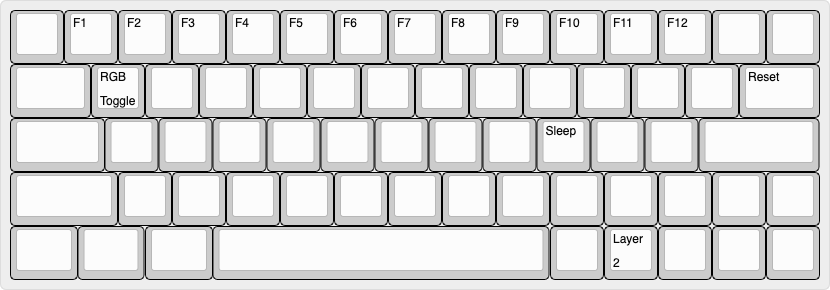 F1 F2 F3 F4 F5 F6 F7 F8 F9 F10 F11 F12
RGB
Toggle
Reset
Sleep
Layer
2